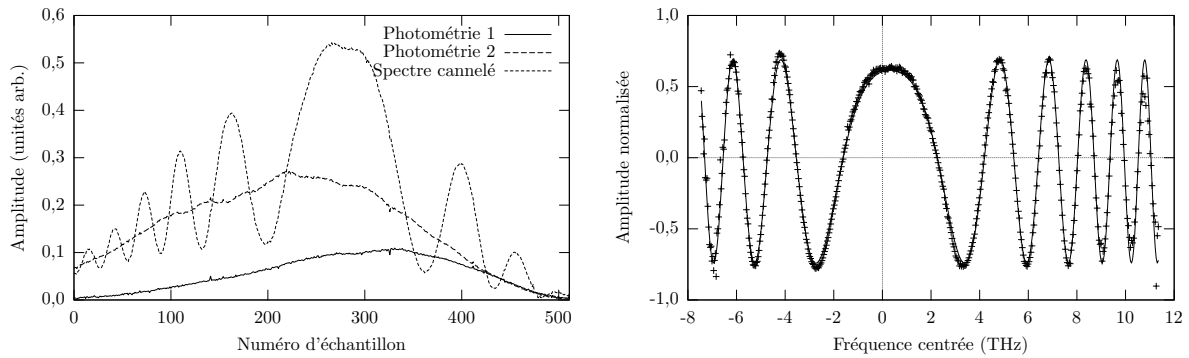 0,6
0,5
0,4
0,3
0,2
0,1
0,0
Amplitude (unités arb.)
Photométrie 1
Photométrie 2
Spectre cannelé
0 100 200 300 400 500
Numéro d'échantillon
1,0
0,5
0,0
-0,5
-1,0
Amplitude normalisée
-8 -6 -4 -2 0 2 4 6 8 10 12
Fréquence centrée (THz)